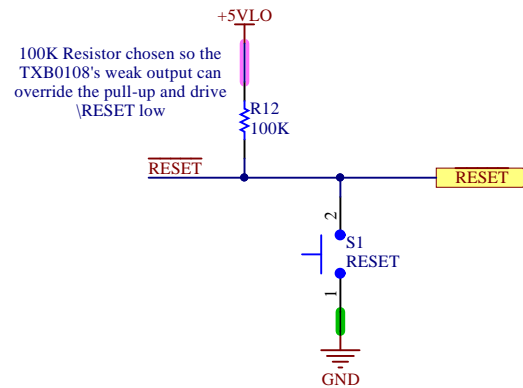 +5VLO
100K Resistor chosen so the
TXB0108's weak output can
override the pull-up and drive
\RESET low
R12
100K
RESET
RESET
2
S1
RESET
1
GND